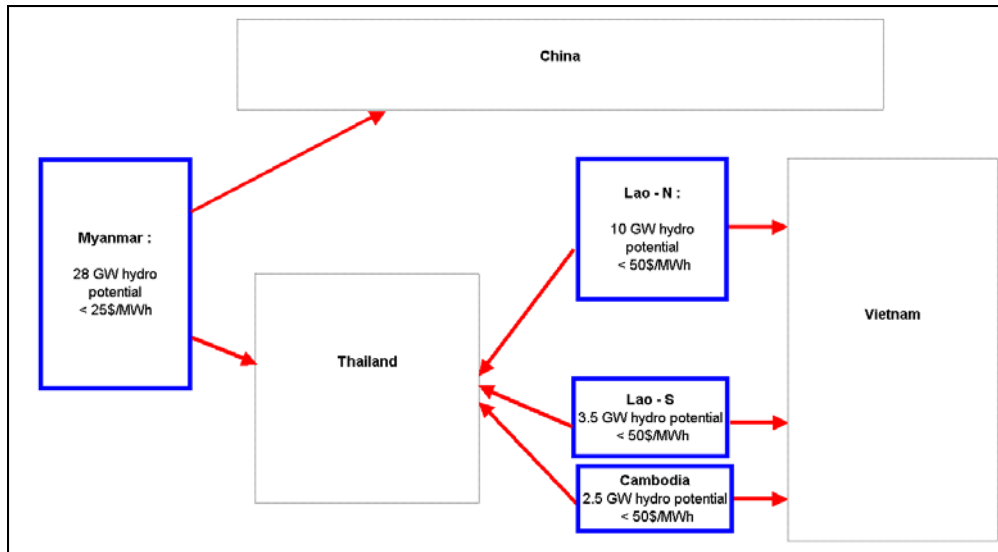 China
Myanmar :
28 GW hydro
potential
< 25$/MWh
Thailand
Lao - N :
10 GW hydro
potential
< 50$/MWh
Lao - S
3.5 GW hydro potential
< 50$/MWh
Cambodia
2.5 GW hydro potential
< 50$/MWh
Vietnam